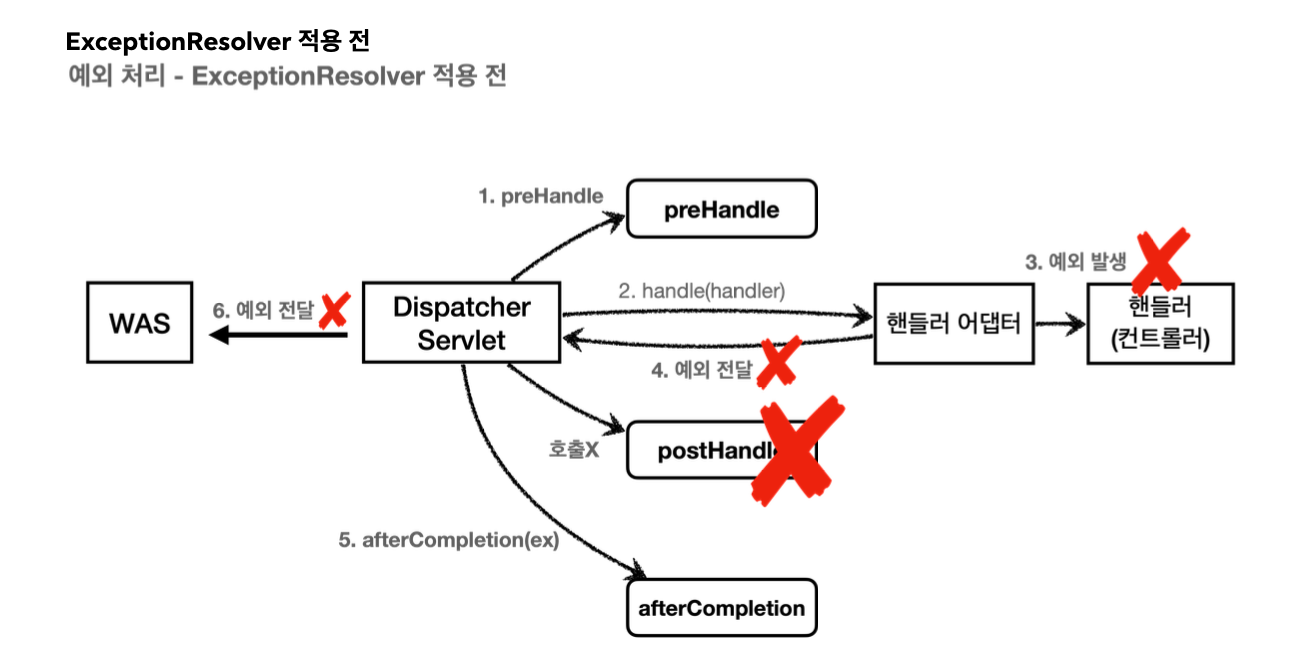 ExceptionResolver 적용 전
예외 처리 - ExceptionResolver 적용 전
1. preHandle
preHandle
3. 예외 발생
2. handle(handler)
WAS
6. 예외 전달
Dispatcher
Servlet
핸들러 어댑터
핸들러
(컨트롤러)
4. 예외 전달
호출X
postHandl
5. afterCompletion(ex)
afterCompletion